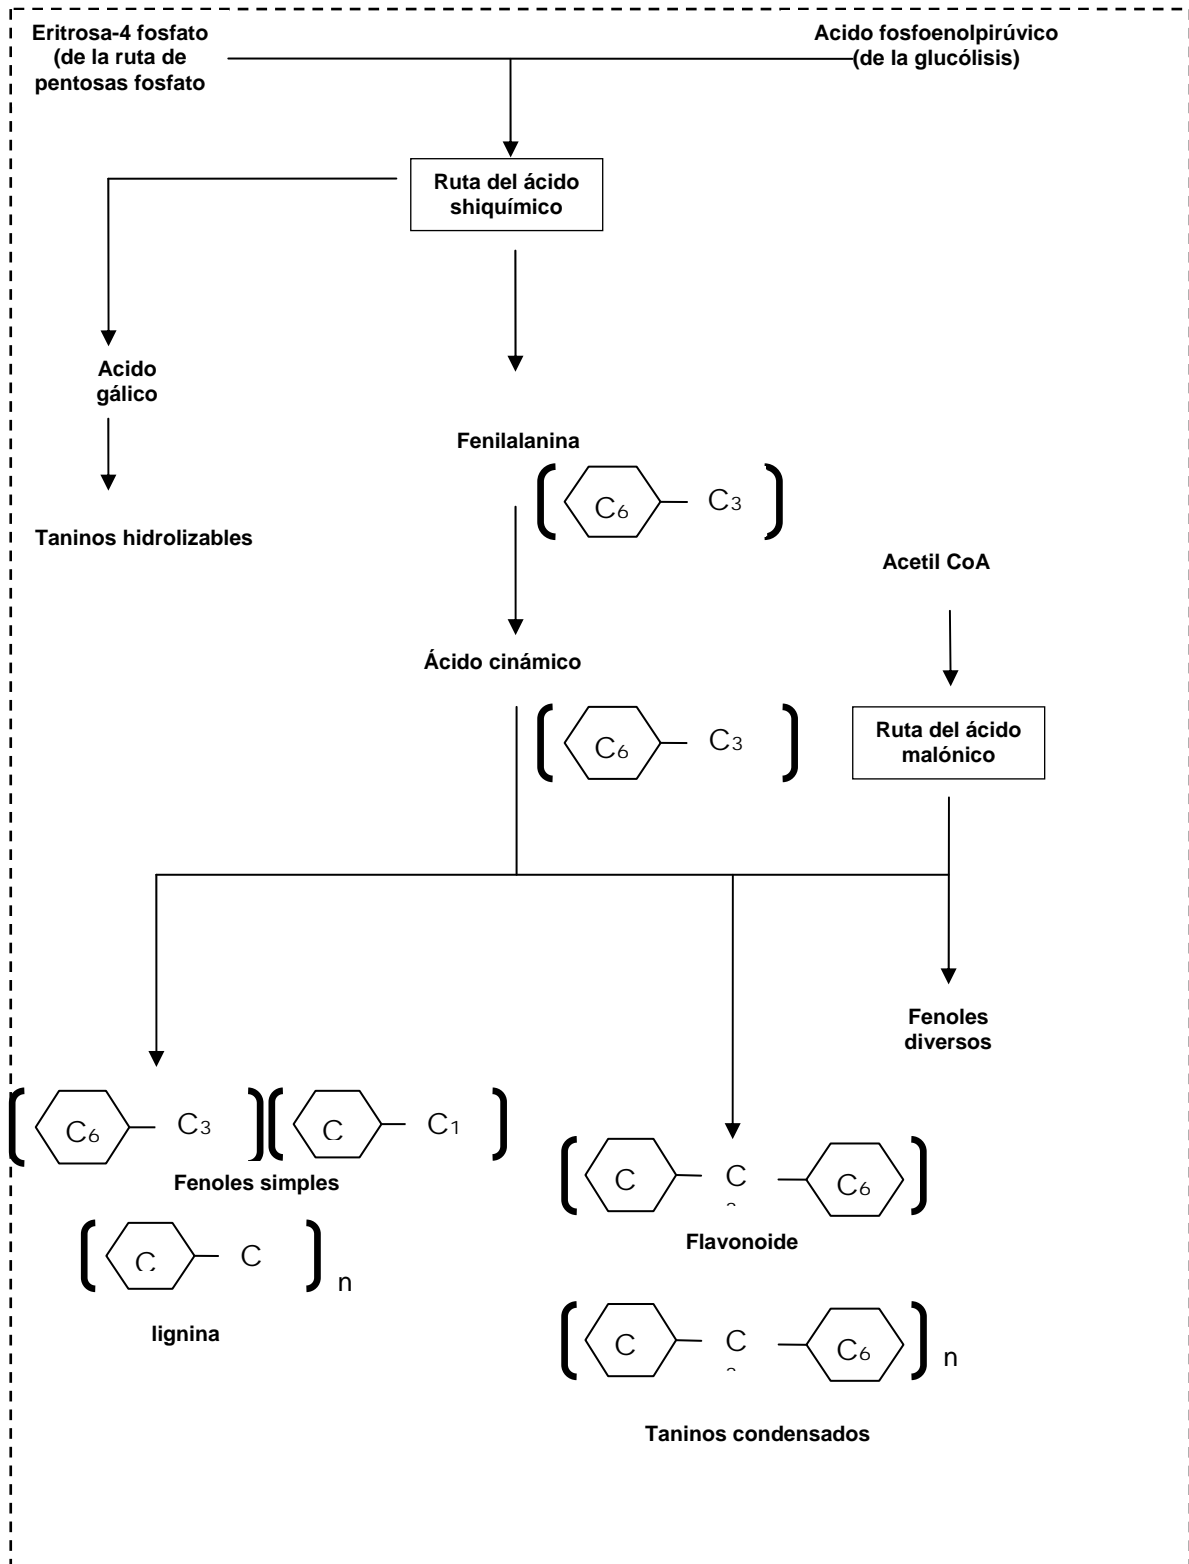 Eritrosa-4 fosfato
(de la ruta de
pentosas fosfato
Acido fosfoenolpirúvico
(de la glucólisis)
Ruta del ácido
shiquímico
Acido
gálico
Fenilalanina
C6
C3
Taninos hidrolizables
Acetil CoA
Ácido cinámico
C6
C3
Ruta del ácido
malónico
Fenoles
diversos
C6
C3
C
C1
Fenoles simples
C
C
C6
Flavonoide
C
C
n
lignina
C
C
C6
n
Taninos condensados